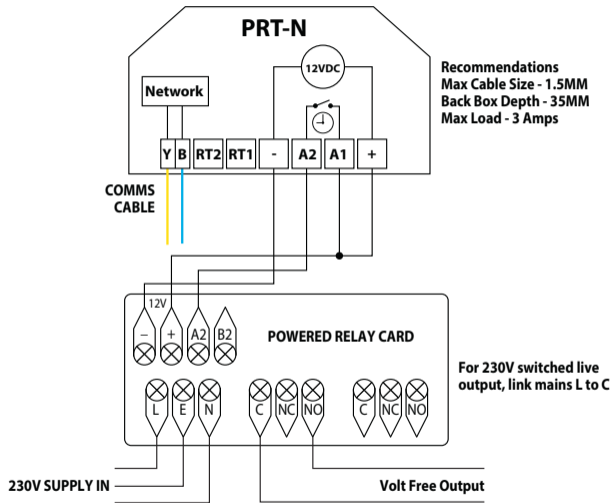 PRT-N
12VDC
Recommendations
Max Cable Size - 1.5MM
Back Box Depth - 35MM
Max Load - 3 Amps
Network
Y B RT2 RT1 - A2 A1 +
COMMS
CABLE
12V
- + A2 B2
POWERED RELAY CARD
For 230V switched live
output, link mains L to C
L E N C NC NO C NC NO
230V SUPPLY IN
Volt Free Output